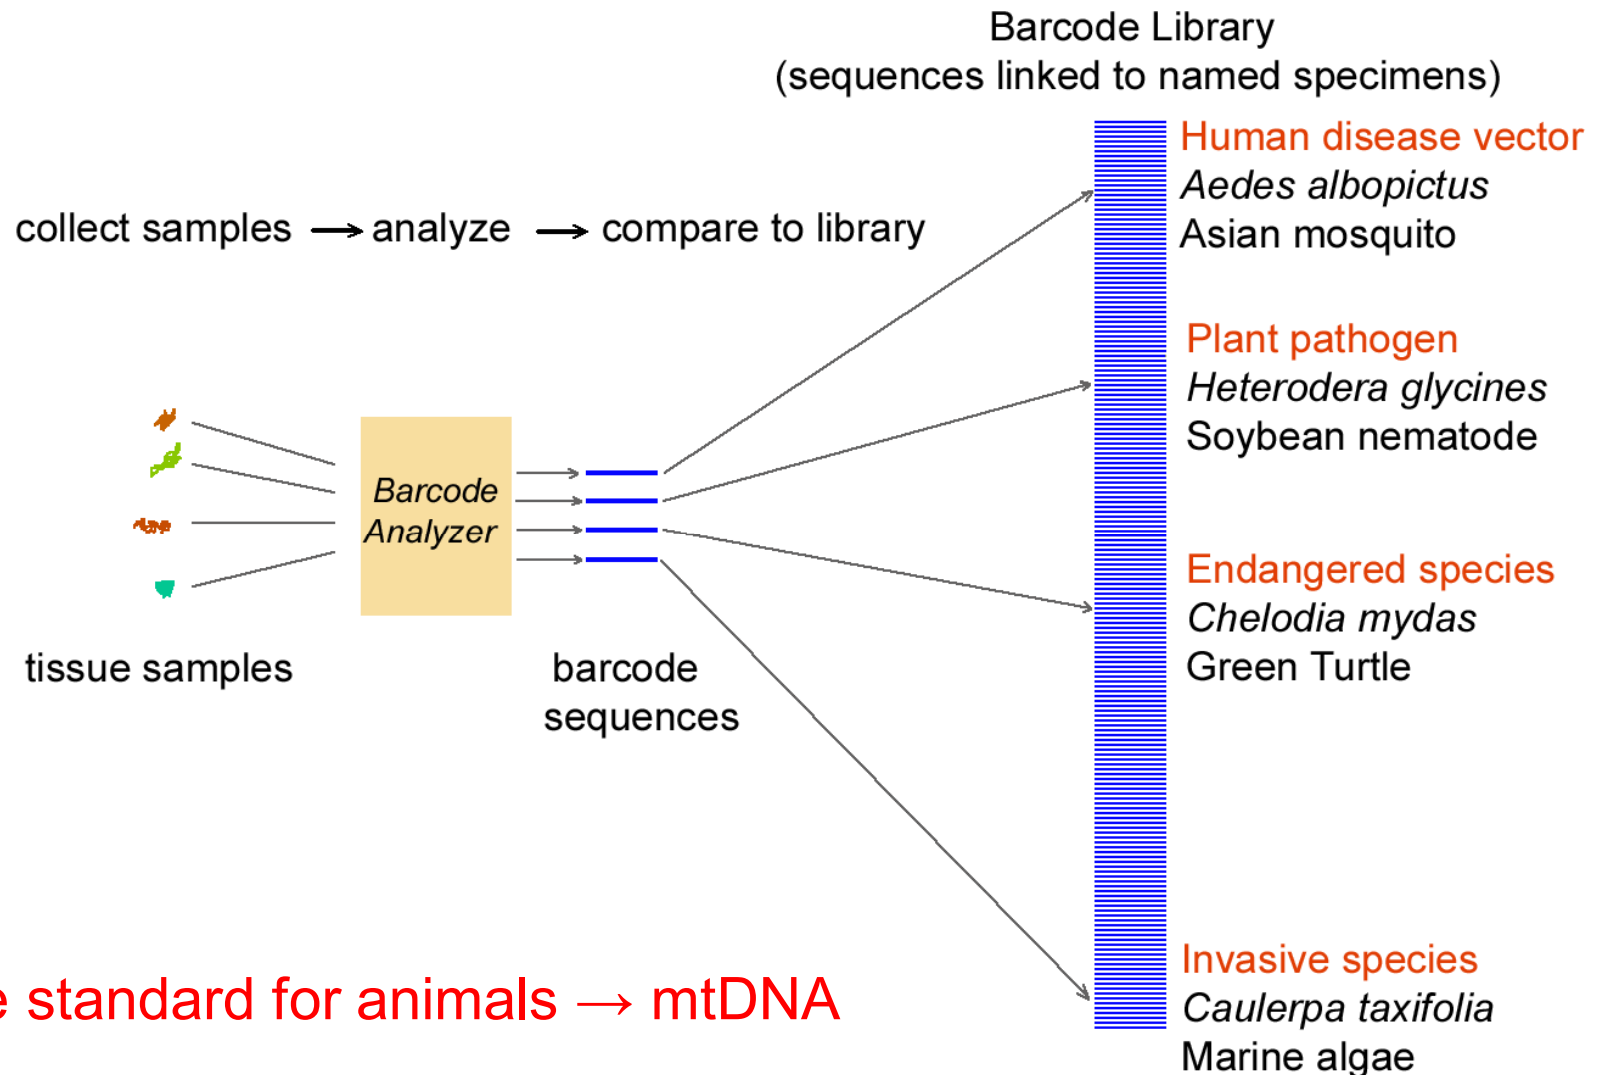 Barcode Library
(sequences linked to named specimens)
Human disease vector
Aedes albopictus
Asian mosquito
collect samples → analyze → compare to library
Plant pathogen
Heterodera glycines
Soybean nematode
Barcode
Analyzer
Endangered species
Chelodia mydas
Green Turtle
tissue samples
barcode
sequences
Invasive species
Caulerpa taxifolia
Marine algae
standard for animals → mtDNA